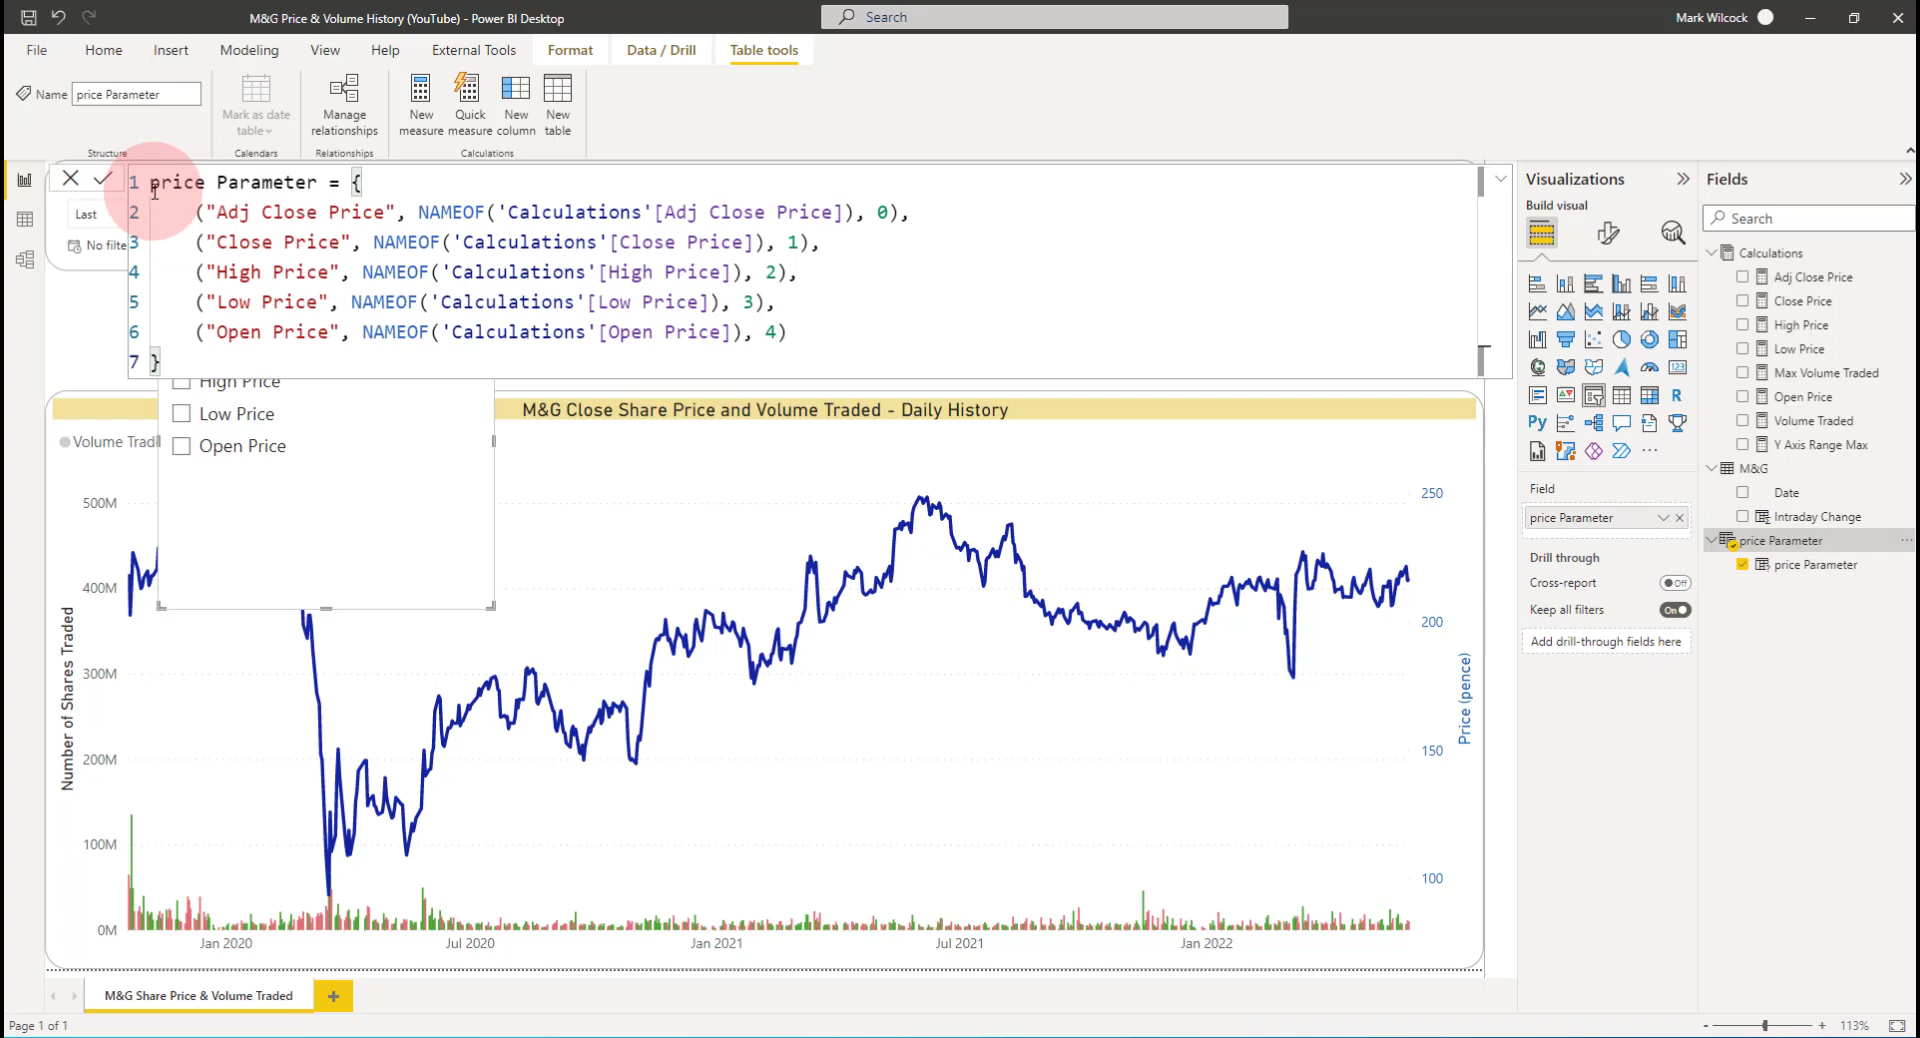 M&G Price & Volume History (YouTube) - Power BI Desktop
Search
Mark Wilcock
File
Home
Insert
Modeling
View
Help
External Tools
Format
Data / Drill
Table tools
Name
price Parameter
Mark as date table
Manage relationships
New measure
Quick measure
New column
New table
Structure
Calendars
Relationships
Calculations
1 price Parameter = {
2 ("Adj Close Price", NAMEOF('Calculations'[Adj Close Price]), 0),
3 ("Close Price", NAMEOF('Calculations'[Close Price]), 1),
4 ("High Price", NAMEOF('Calculations'[High Price]), 2),
5 ("Low Price", NAMEOF('Calculations'[Low Price]), 3),
6 ("Open Price", NAMEOF('Calculations'[Open Price]), 4)
7 }
Last
No filte
High Price
Low Price
Open Price
M&G Close Share Price and Volume Traded - Daily History
Volume Trad
Number of Shares Traded
500M
400M
300M
200M
100M
0M
250
200
150
100
Price (pence)
Jan 2020
Jul 2020
Jan 2021
Jul 2021
Jan 2022
M&G Share Price & Volume Traded
+
Page 1 of 1
- + 113%
Visualizations
Build visual
123
R
Py
Field
price Parameter
Drill through
Cross-report
Off
Keep all filters
On
Add drill-through fields here
Fields
Search
Calculations
Adj Close Price
Close Price
High Price
Low Price
Max Volume Traded
Open Price
Volume Traded
Y Axis Range Max
M&G
Date
Intraday Change
price Parameter
price Parameter